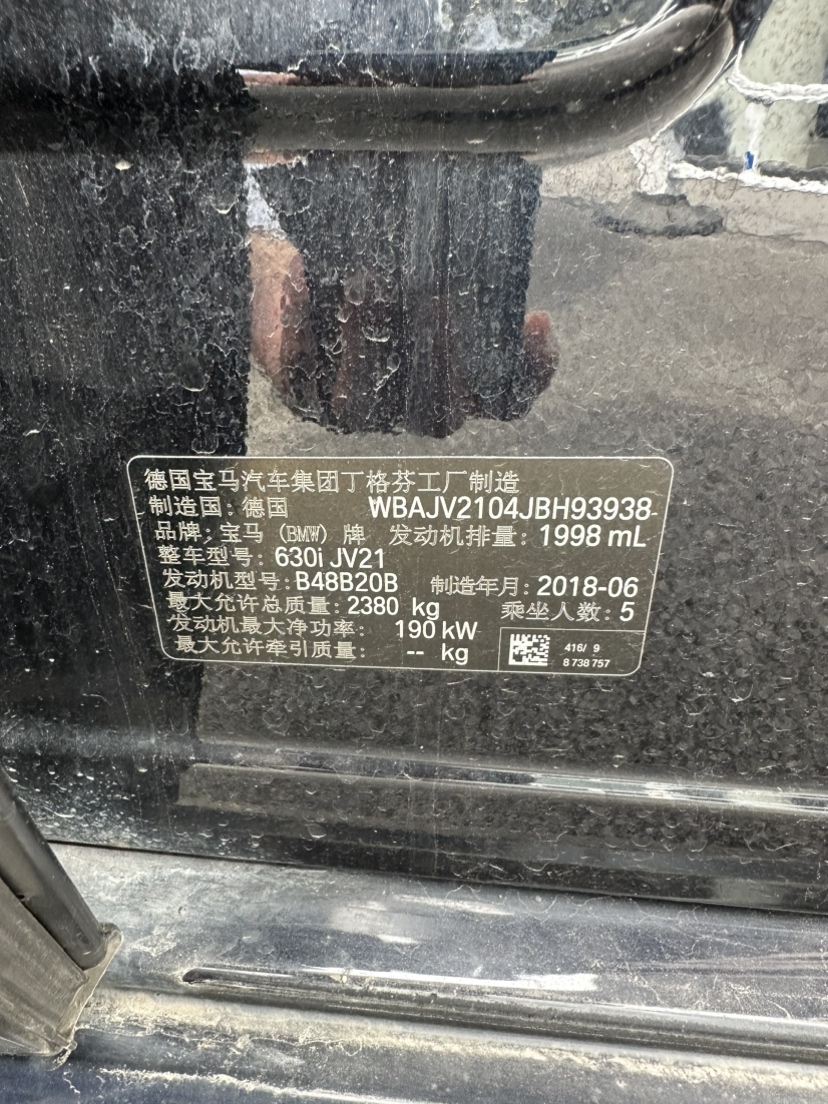 德国宝马汽车集团丁格芬工厂制造
制造国：德国 WBAJV2104JBH93938
品牌：宝马（BMW）牌 发动机排量：1998 mL
整车型号：630i JV21
发动机型号：B48B20B 制造年月：2018-06
最大允许总质量：2380 kg 乘坐人数：5
发动机最大净功率： 190 kW
最大允许牵引质量： -- kg
416/ 9
8 738 757